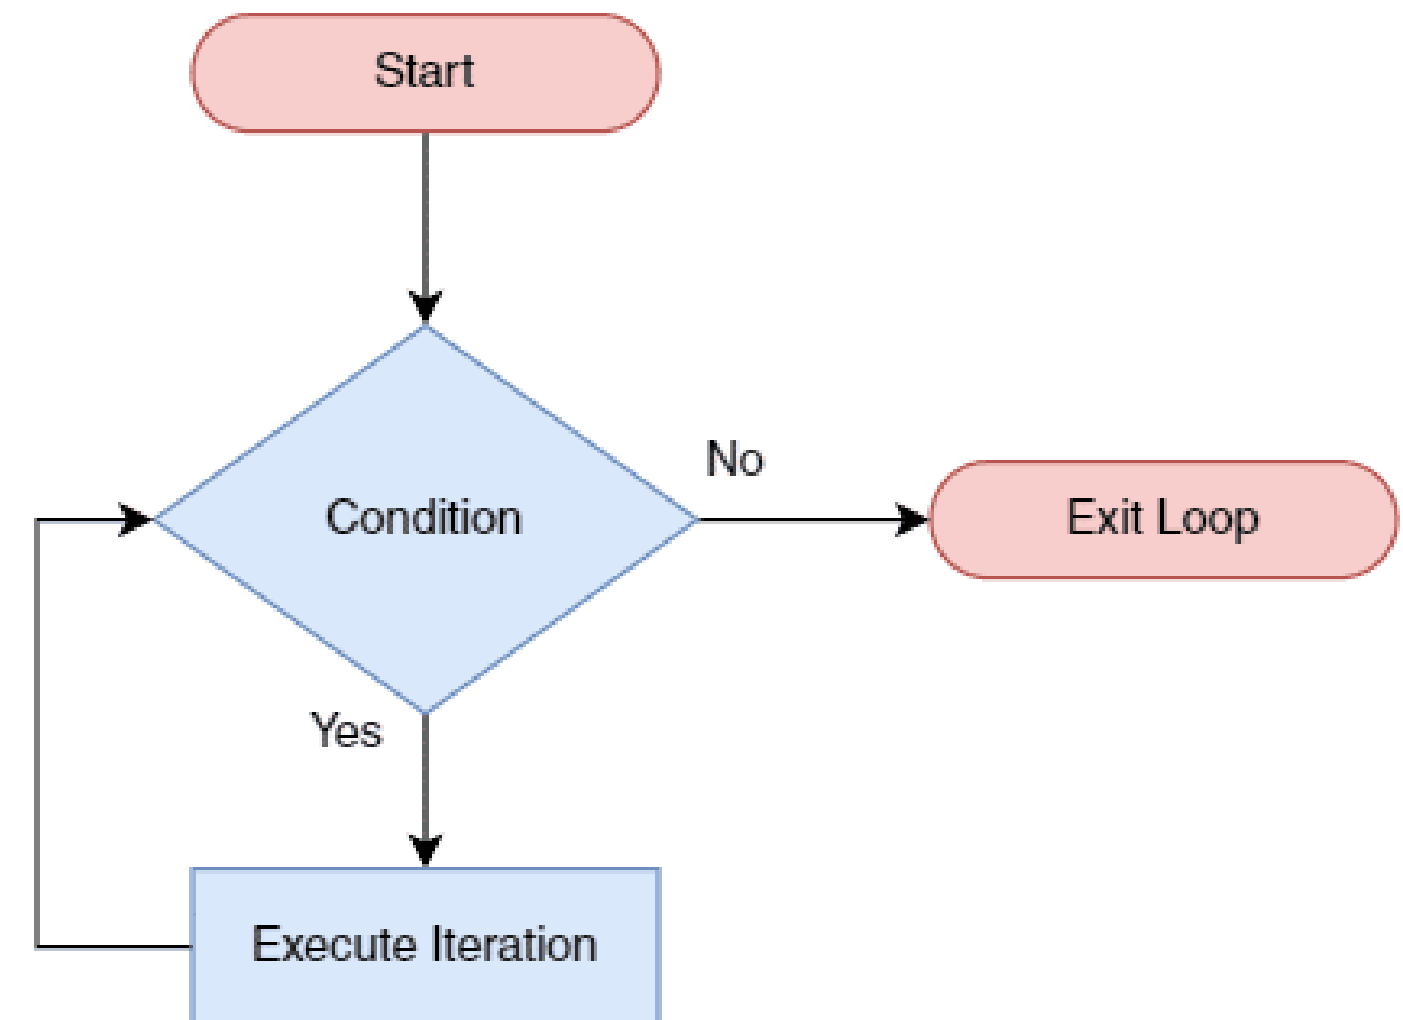 Start
Condition
No
Exit Loop
Yes
Execute Iteration